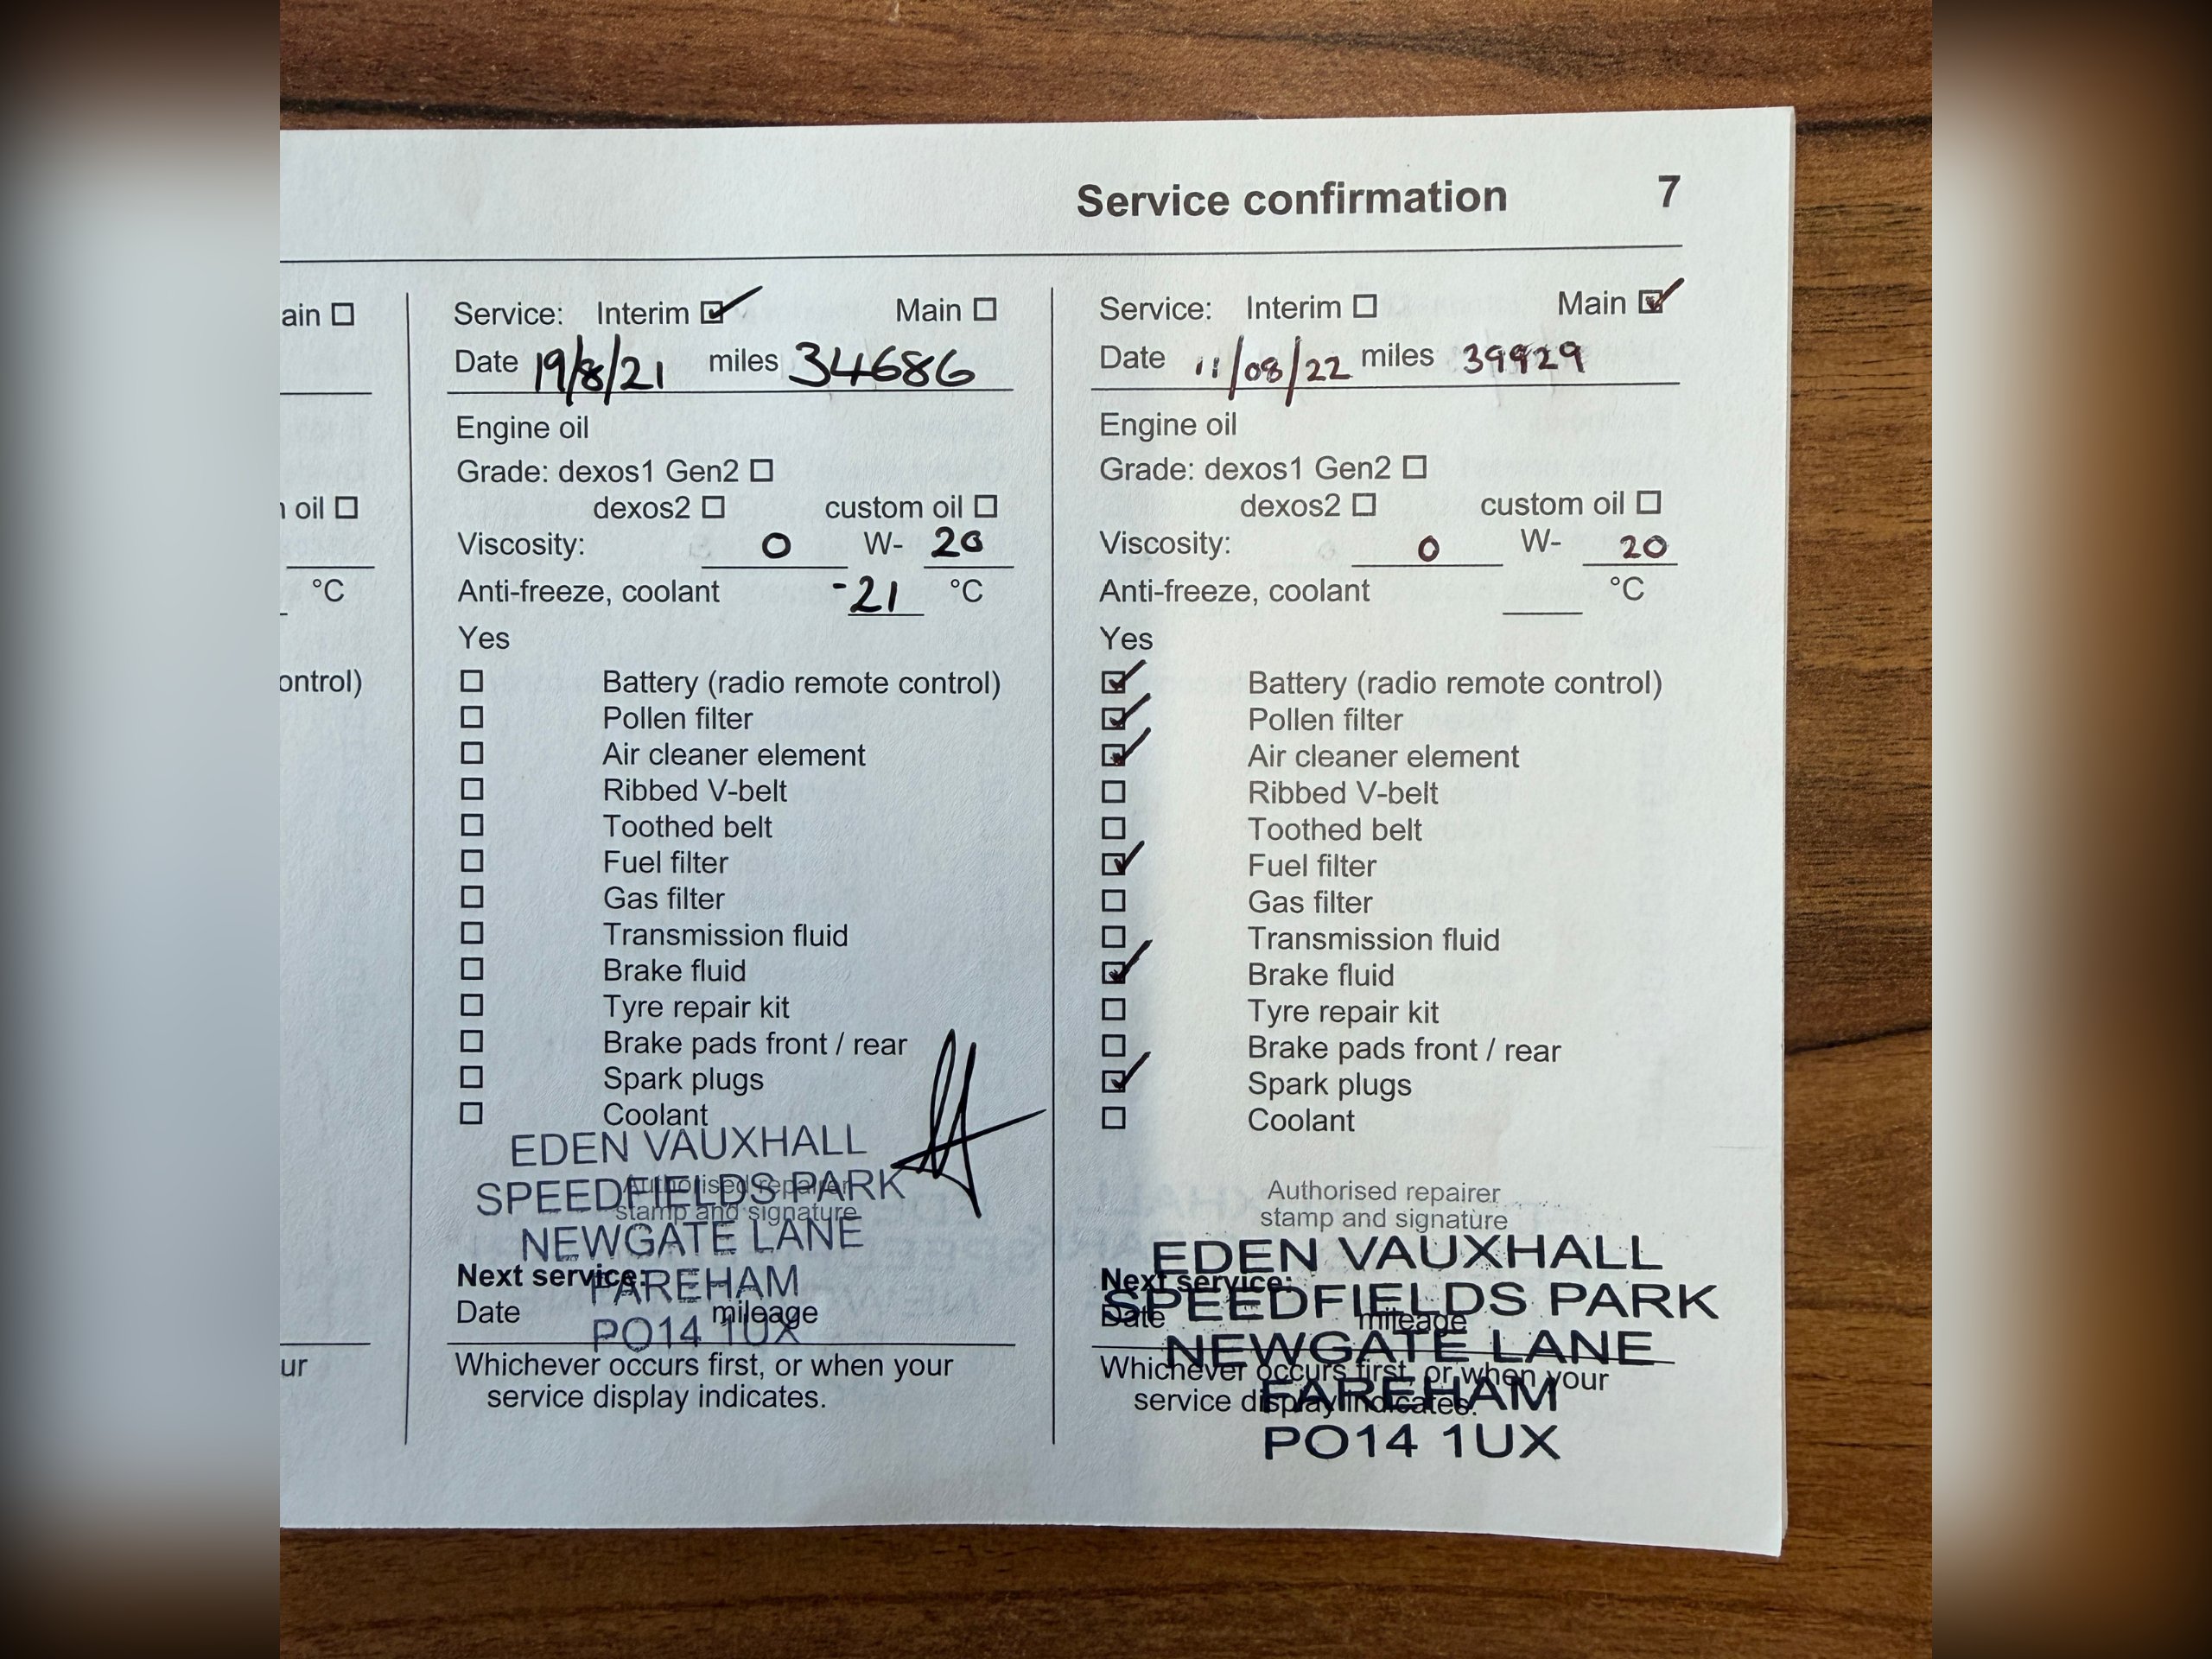 Service confirmation 7
ain
oil
°C
ontrol)
ur
Service: Interim Main
Date 19/8/21 miles 34686
Engine oil
Grade: dexos1 Gen2
dexos2 custom oil
Viscosity: 0 W- 20
Anti-freeze, coolant -21 °C
Yes
Battery (radio remote control)
Pollen filter
Air cleaner element
Ribbed V-belt
Toothed belt
Fuel filter
Gas filter
Transmission fluid
Brake fluid
Tyre repair kit
Brake pads front / rear
Spark plugs
Coolant
EDEN VAUXHALL
SPEEDFIELDS PARK
Authorised repairer
stamp and signature
NEWGATE LANE
Next service:
FAREHAM
Date mileage
PO14 1UX
Whichever occurs first, or when your
service display indicates.
Service: Interim Main
Date 11/08/22 miles 39929
Engine oil
Grade: dexos1 Gen2
dexos2 custom oil
Viscosity: 0 W- 20
Anti-freeze, coolant °C
Yes
Battery (radio remote control)
Pollen filter
Air cleaner element
Ribbed V-belt
Toothed belt
Fuel filter
Gas filter
Transmission fluid
Brake fluid
Tyre repair kit
Brake pads front / rear
Spark plugs
Coolant
Authorised repairer
stamp and signature
EDEN VAUXHALL
Next service:
SPEEDFIELDS PARK
Date mileage
NEWGATE LANE
Whichever occurs first, or when your
FAREHAM
service display indicates.
PO14 1UX